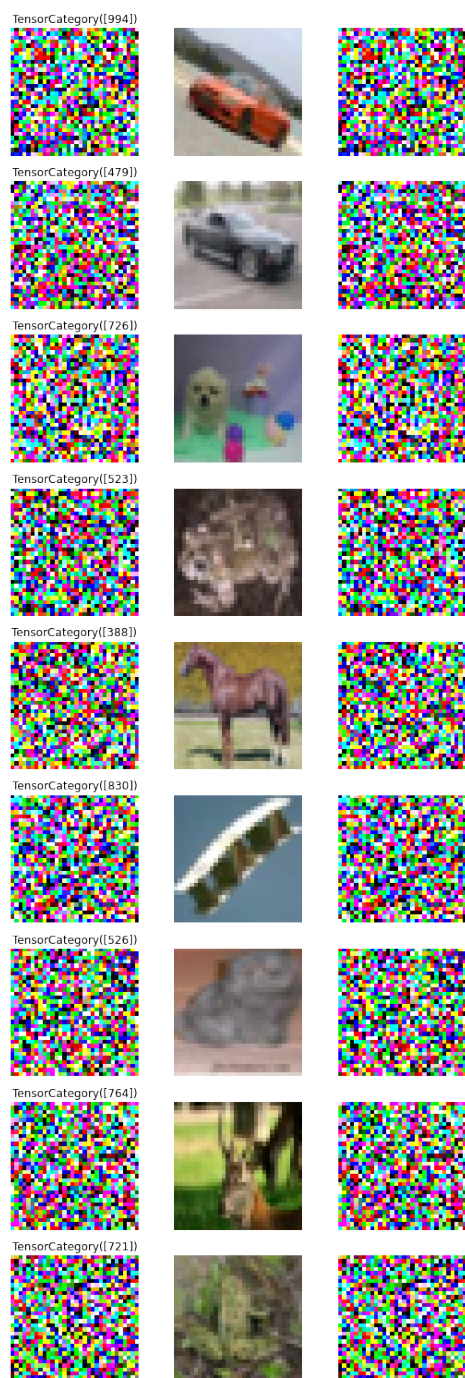 TensorCategory([994])
TensorCategory([479])
TensorCategory([726])
TensorCategory([523])
TensorCategory([388])
TensorCategory([830])
TensorCategory([526])
TensorCategory([764])
TensorCategory([721])